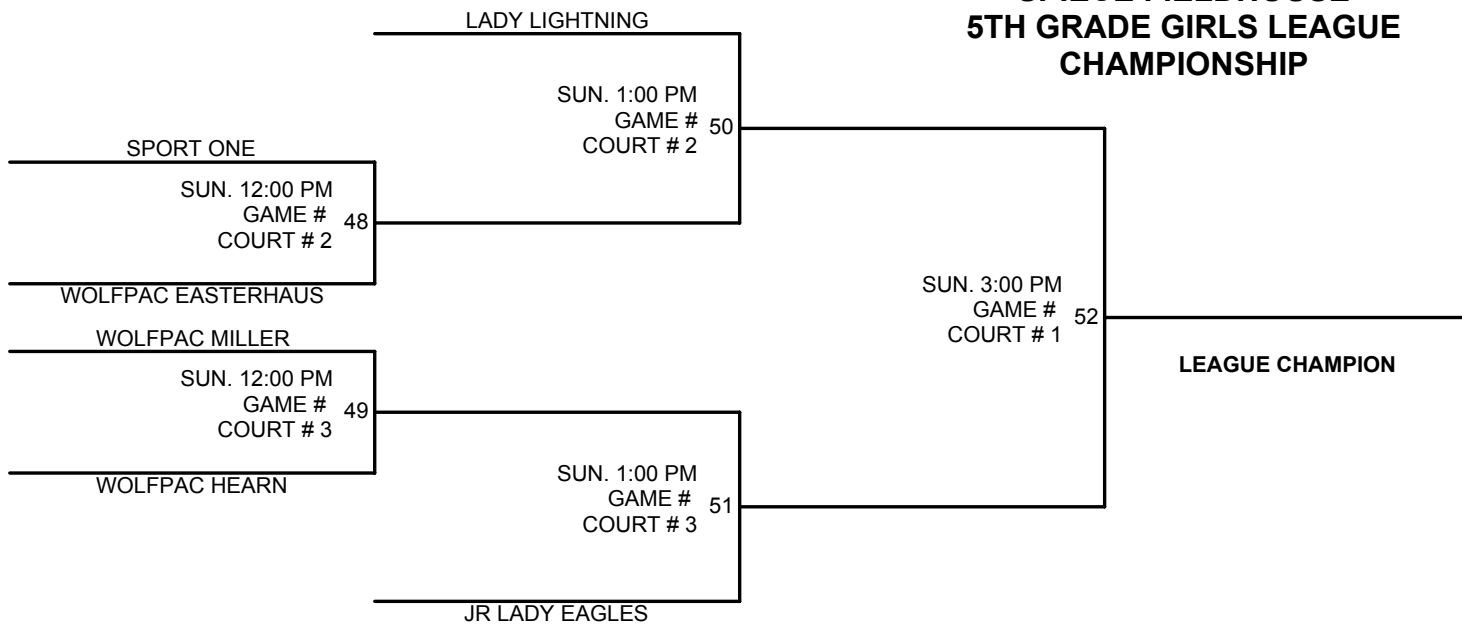 5TH GRADE GIRLS LEAGUE
CHAMPIONSHIP
LADY LIGHTNING
SUN. 1:00 PM
GAME # 50
COURT # 2
SPORT ONE
SUN. 12:00 PM
GAME # 48
COURT # 2
WOLFPAC EASTERHAUS
WOLFPAC MILLER
SUN. 12:00 PM
GAME # 49
COURT # 3
WOLFPAC HEARN
SUN. 1:00 PM
GAME # 51
COURT # 3
JR LADY EAGLES
SUN. 3:00 PM
GAME # 52
COURT # 1
LEAGUE CHAMPION